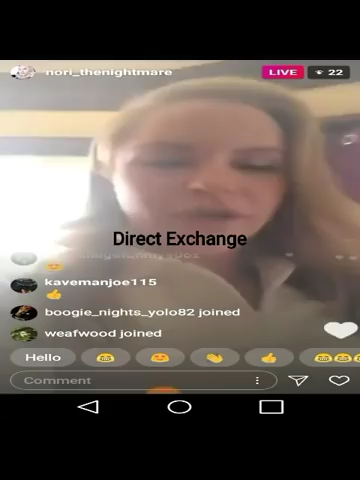 nori_thenightmare
LIVE
22
Direct Exchange
kavemanjoe115
boogie_nights_yolo82 joined
weafwood joined
Hello
Comment